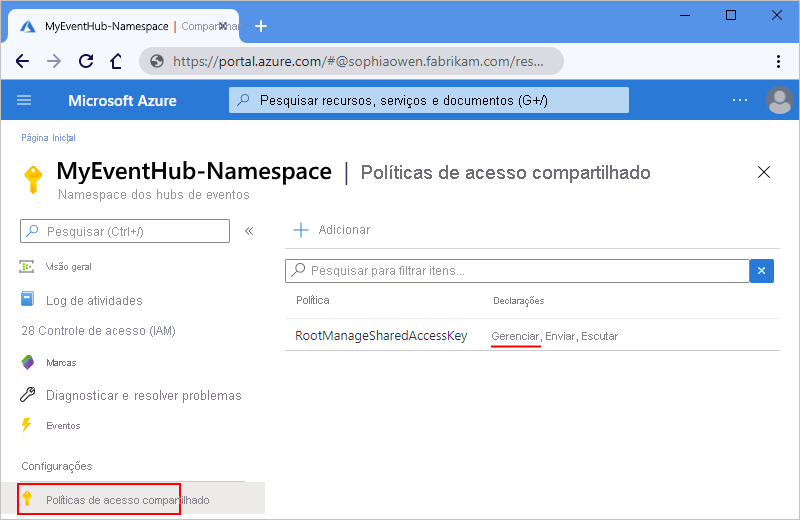 MyEventHub-Namespace | Compartilhar
https://portal.azure.com/#@sophiaowen.fabrikam.com/res...
Microsoft Azure
Pesquisar recursos, serviços e documentos (G+/)
Página Inicial
MyEventHub-Namespace | Políticas de acesso compartilhado
Namespace dos hubs de eventos
Pesquisar (Ctrl+/)
Visão geral
Log de atividades
28 Controle de acesso (IAM)
Marcas
Diagnosticar e resolver problemas
Eventos
Configurações
Políticas de acesso compartilhado
Adicionar
Pesquisar para filtrar itens...
Política Declarações
RootManageSharedAccessKey Gerenciar, Enviar, Escutar